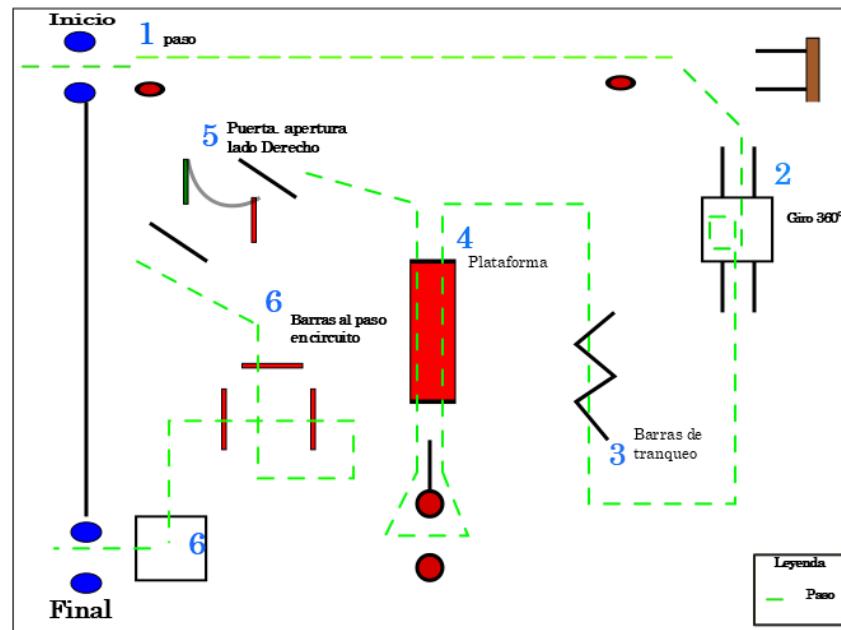 Inicio
1 paso
5 Puerta. apertura
lado Derecho
2
Giro 360º
4
Plataforma
6
Barras al paso
en circuito
3
Barras de
tranqueo
6
Final
Leyenda
Paso